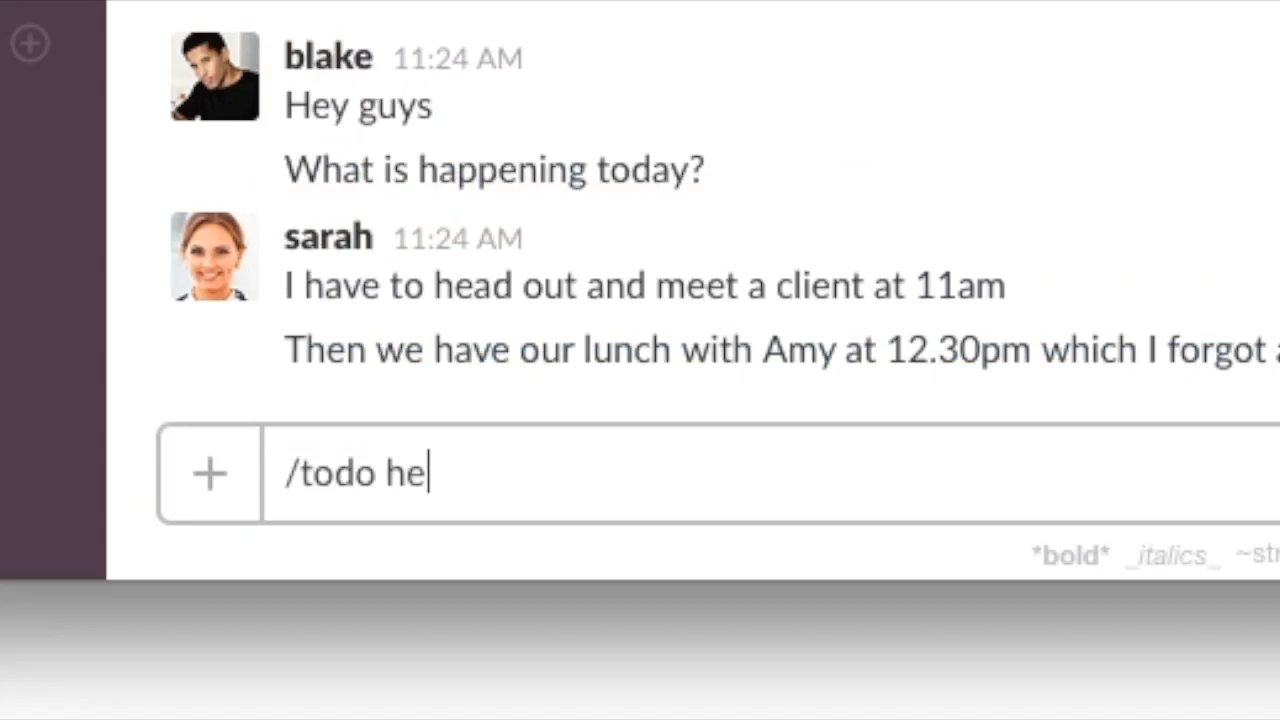 blake 11:24 AM
Hey guys
What is happening today?
sarah 11:24 AM
I have to head out and meet a client at 11am
Then we have our lunch with Amy at 12.30pm which I forgot
/todo he
*bold* _italics_ ~str